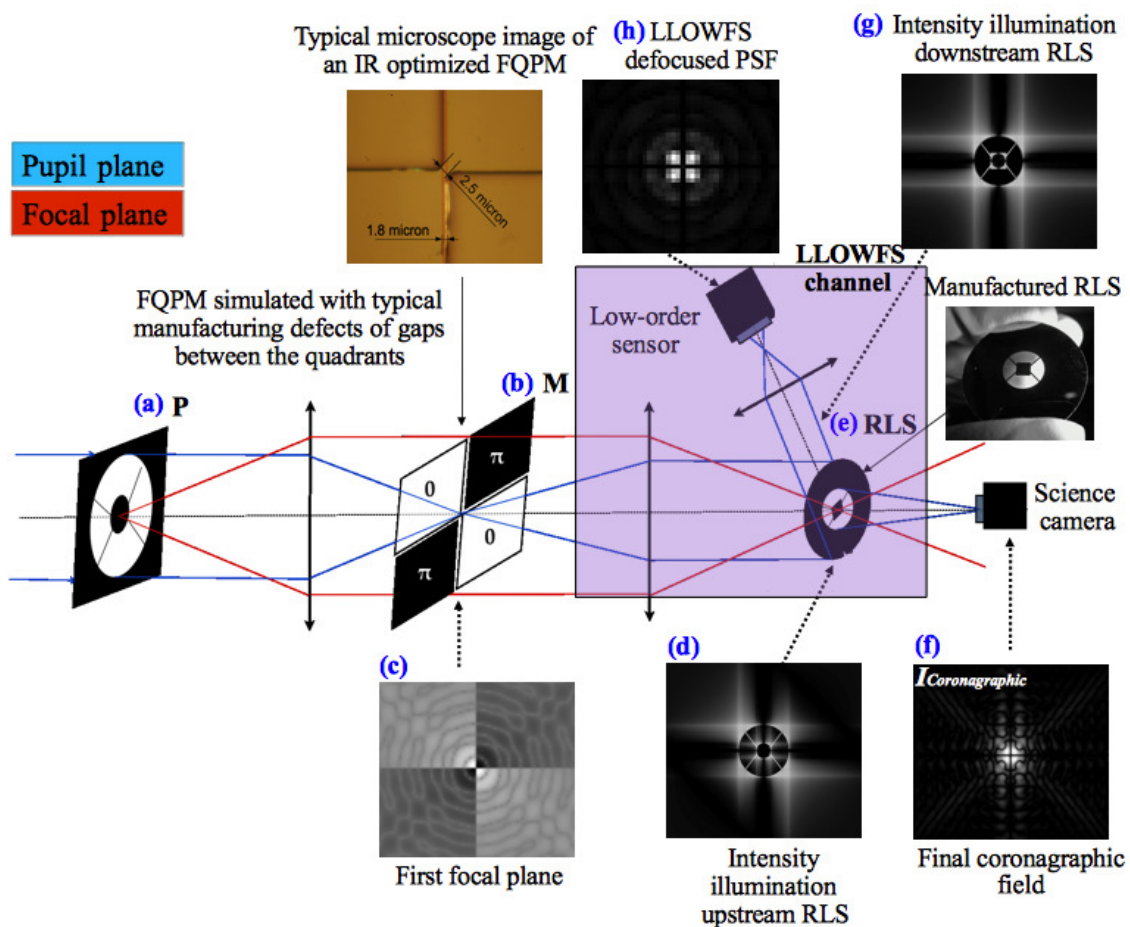 Typical microscope image of
an IR optimized FQPM
(h) LLOWFS
defocused PSF
(g) Intensity illumination
downstream RLS
Pupil plane
Focal plane
2.5 micron
1.8 micron
LLOWFS
channel
Manufactured RLS
FQPM simulated with typical
manufacturing defects of gaps
between the quadrants
Low-order
sensor
(a) P
(b) M
(e) RLS
π
0
0
π
Science
camera
(c)
(d)
(f)
ICoronagraphic
First focal plane
Intensity
illumination
upstream RLS
Final coronagraphic
field